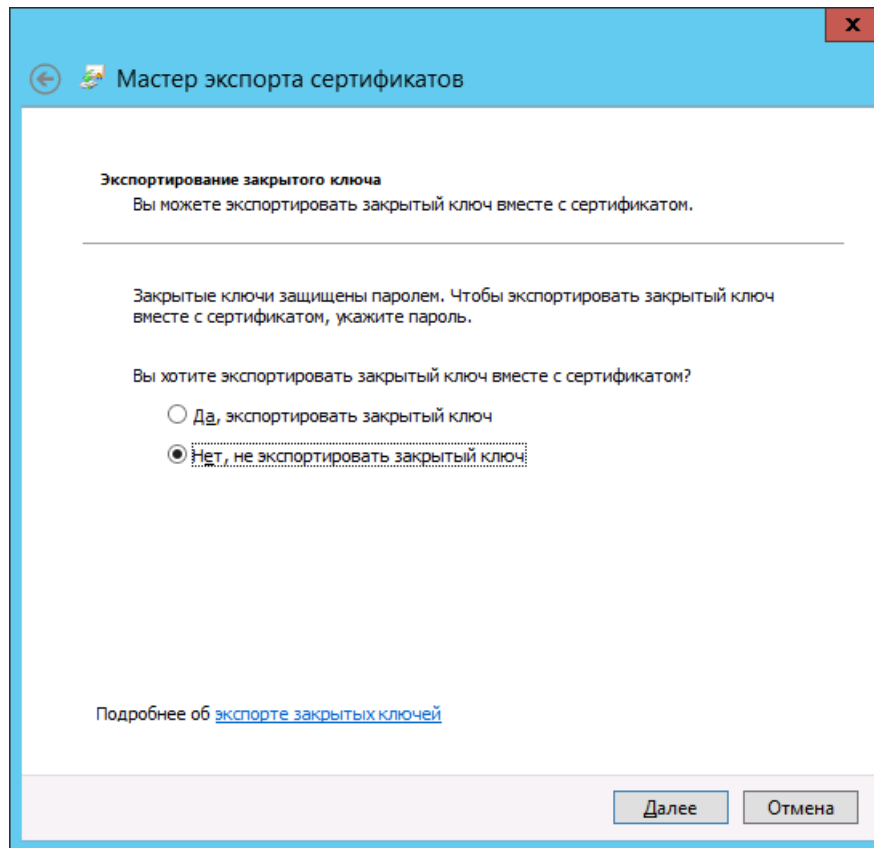 Мастер экспорта сертификатов
Экспортирование закрытого ключа
Вы можете экспортировать закрытый ключ вместе с сертификатом.
Закрытые ключи защищены паролем. Чтобы экспортировать закрытый ключ
вместе с сертификатом, укажите пароль.
Вы хотите экспортировать закрытый ключ вместе с сертификатом?
Да, экспортировать закрытый ключ
Нет, не экспортировать закрытый ключ
Подробнее об экспорте закрытых ключей
Далее Отмена